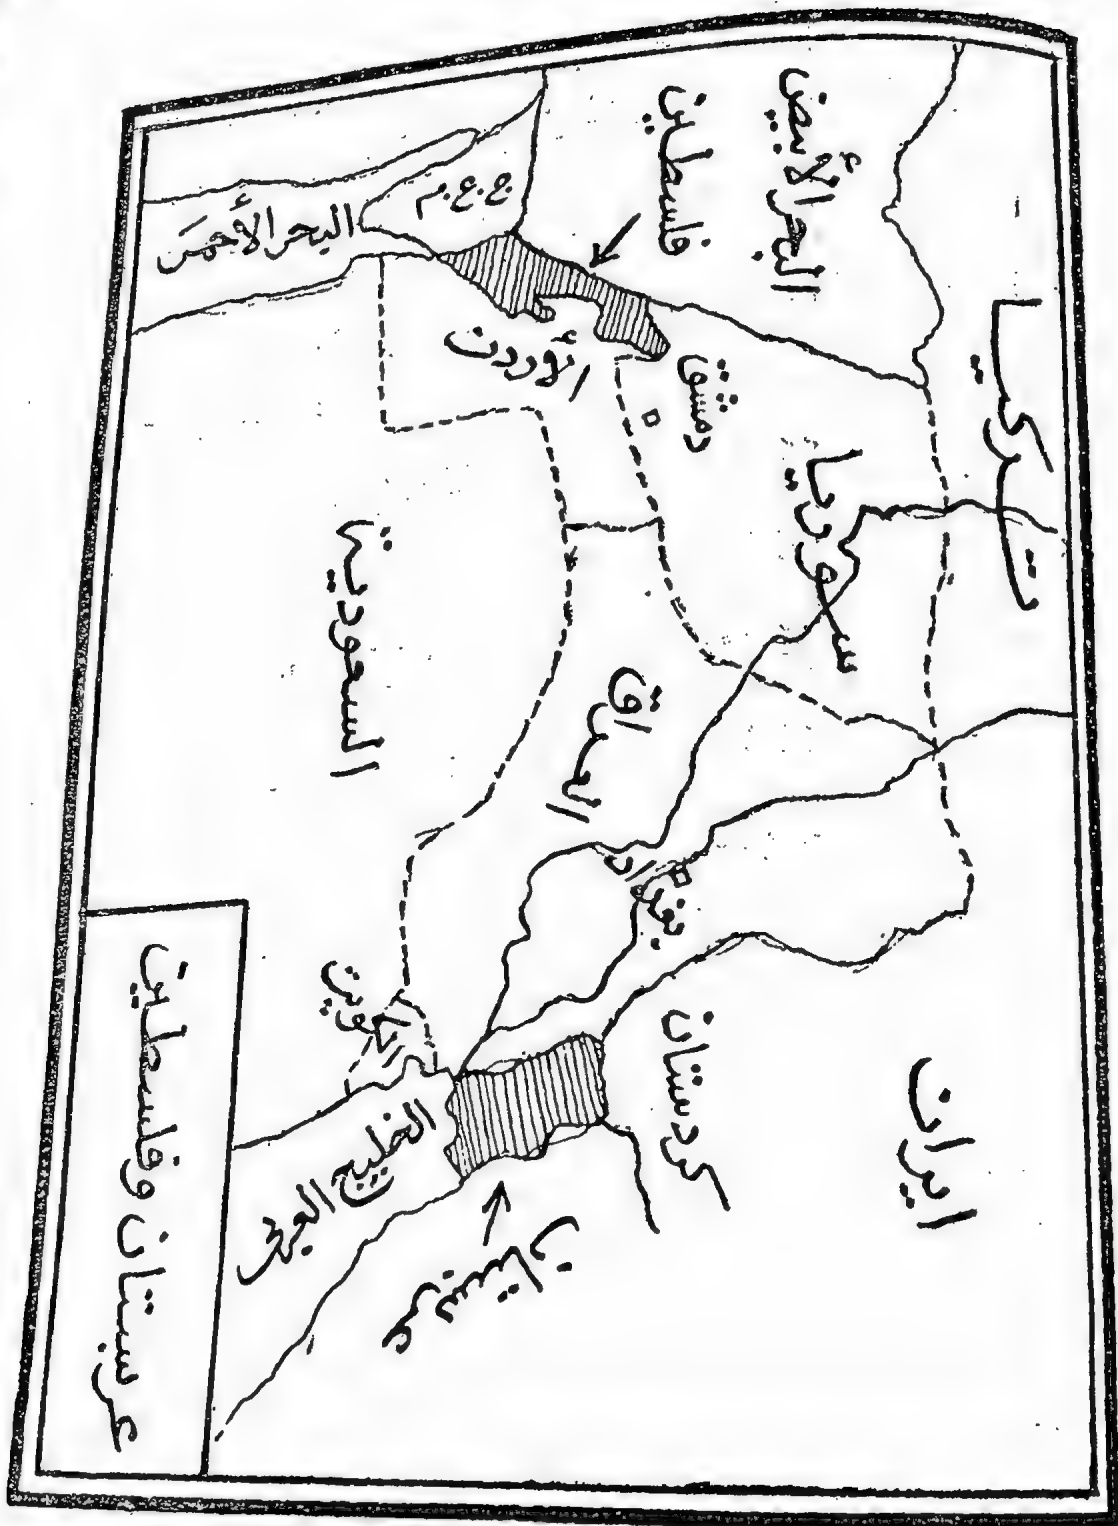 تركيا
البحر الأبيض
فلسطين
ج.ع.م
البحر الأحمر
دمشق
سوريا
الأردن
العراق
بغداد
السعودية
الكويت
كردستان
ايران
الخليج العربي
عربستان
عربستان وفلسطين